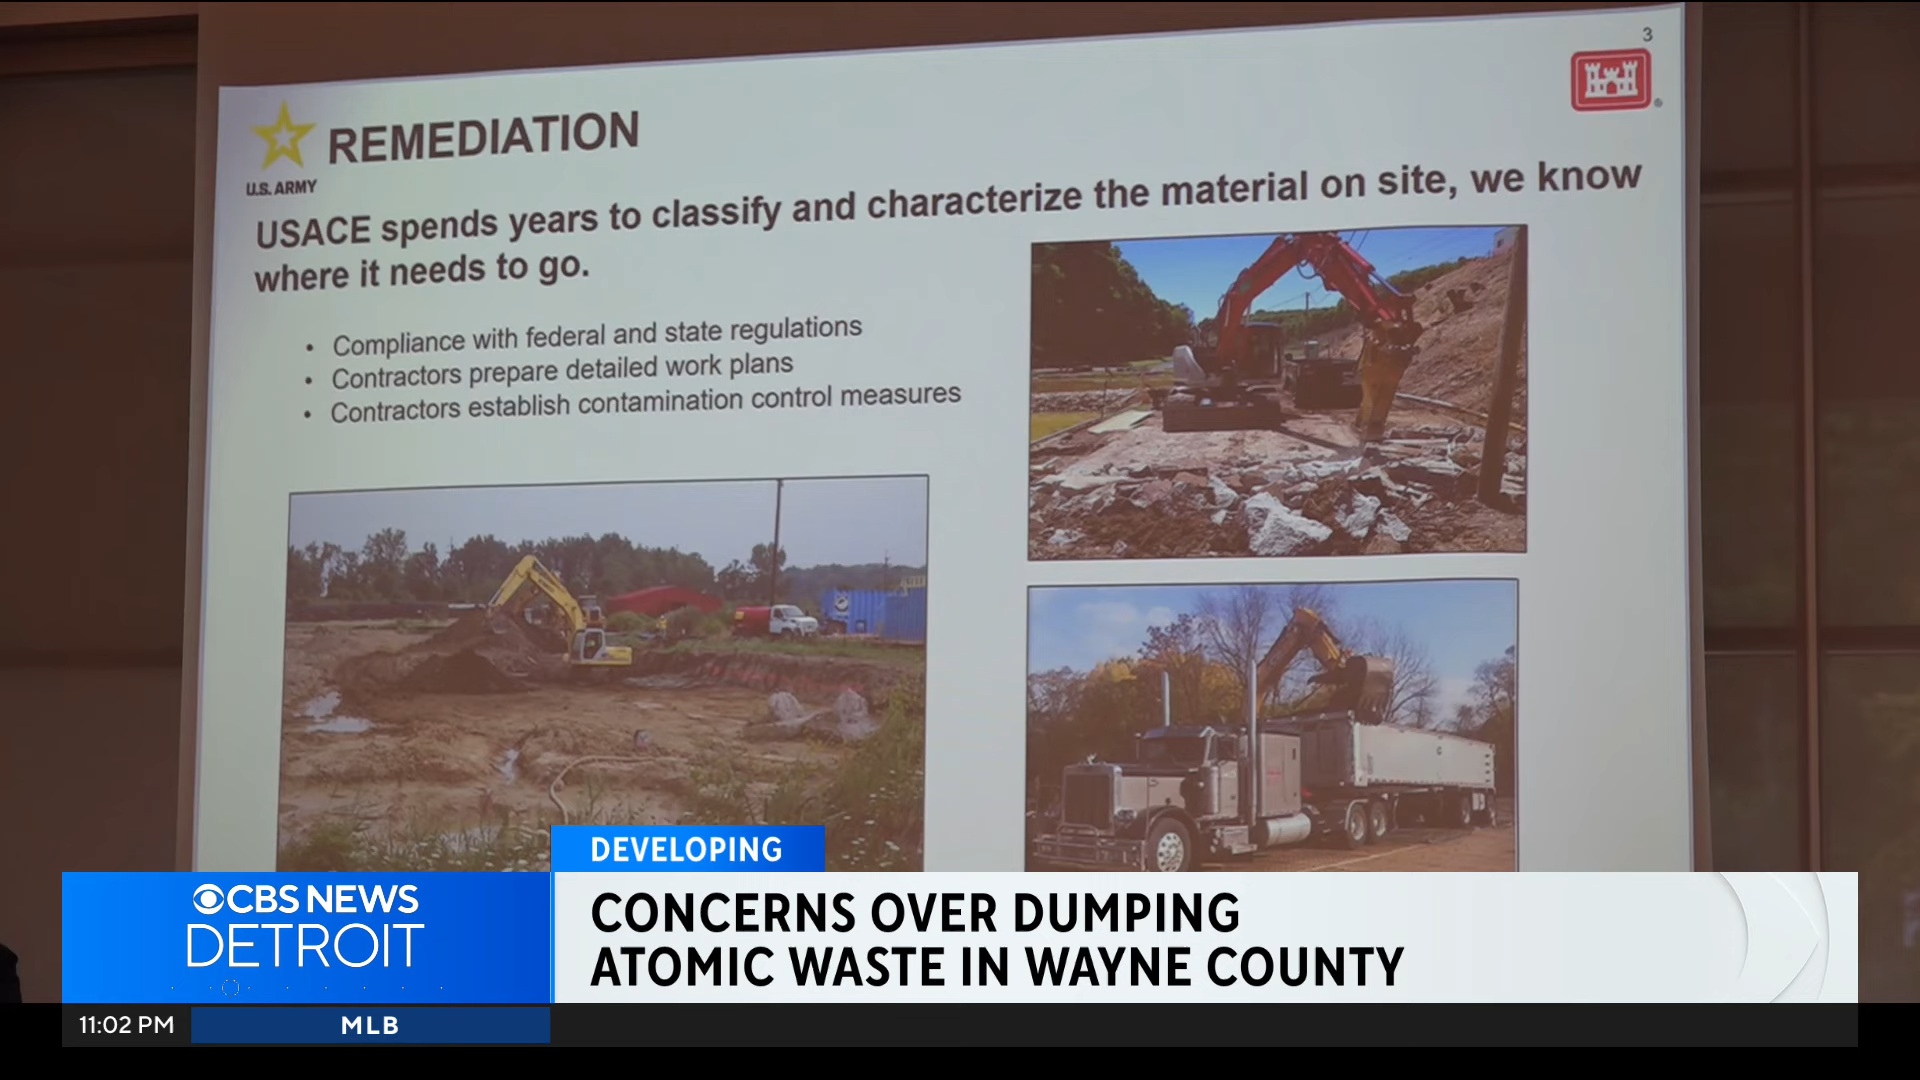 3
REMEDIATION
U.S. ARMY
USACE spends years to classify and characterize the material on site, we know
where it needs to go.
• Compliance with federal and state regulations
• Contractors prepare detailed work plans
• Contractors establish contamination control measures
DEVELOPING
CBS NEWS
DETROIT
CONCERNS OVER DUMPING
ATOMIC WASTE IN WAYNE COUNTY
11:02 PM
MLB